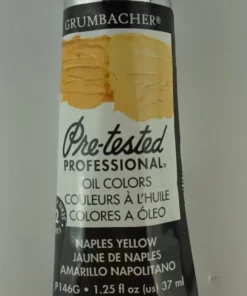 GRUMBACHER®
Pre-tested
PROFESSIONAL®
OIL COLORS
COULEURS À L'HUILE
COLORES A ÓLEO
NAPLES YELLOW
JAUNE DE NAPLES
AMARILLO NAPOLITANO
P146G • 1.25 fl oz (us) 37 ml